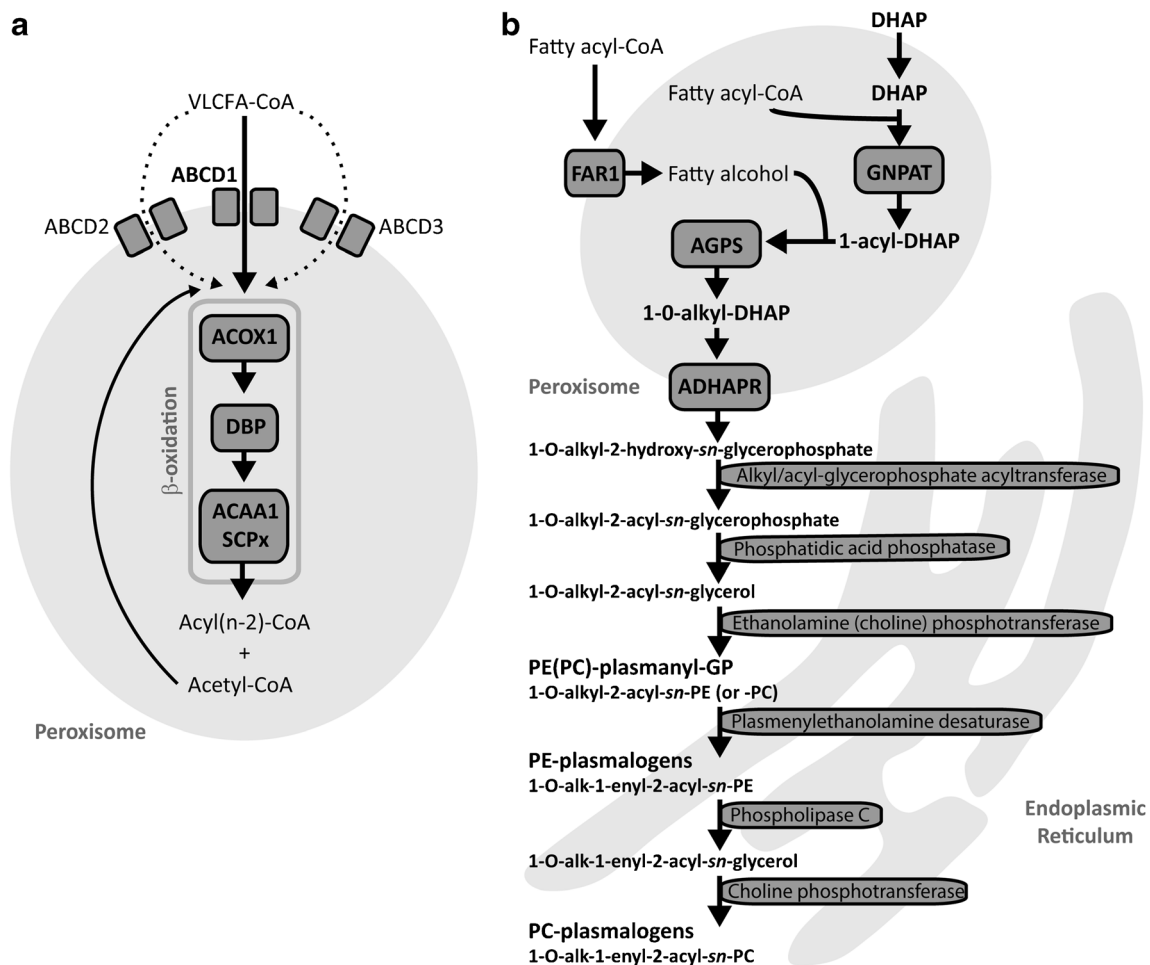 a
VLCFA-CoA
ABCD1
ABCD2
ABCD3
ACOX1
DBP
β-oxidation
ACAA1
SCPx
Acyl(n-2)-CoA
+
Acetyl-CoA
Peroxisome
b
DHAP
Fatty acyl-CoA
Fatty acyl-CoA
DHAP
FAR1
Fatty alcohol
GNPAT
AGPS
1-acyl-DHAP
1-0-alkyl-DHAP
Peroxisome
ADHAPR
1-O-alkyl-2-hydroxy-sn-glycerophosphate
Alkyl/acyl-glycerophosphate acyltransferase
1-O-alkyl-2-acyl-sn-glycerophosphate
Phosphatidic acid phosphatase
1-O-alkyl-2-acyl-sn-glycerol
Ethanolamine (choline) phosphotransferase
PE(PC)-plasmanyl-GP
1-O-alkyl-2-acyl-sn-PE (or -PC)
Plasmenylethanolamine desaturase
PE-plasmalogens
1-O-alk-1-enyl-2-acyl-sn-PE
Phospholipase C
Endoplasmic
Reticulum
1-O-alk-1-enyl-2-acyl-sn-glycerol
Choline phosphotransferase
PC-plasmalogens
1-O-alk-1-enyl-2-acyl-sn-PC